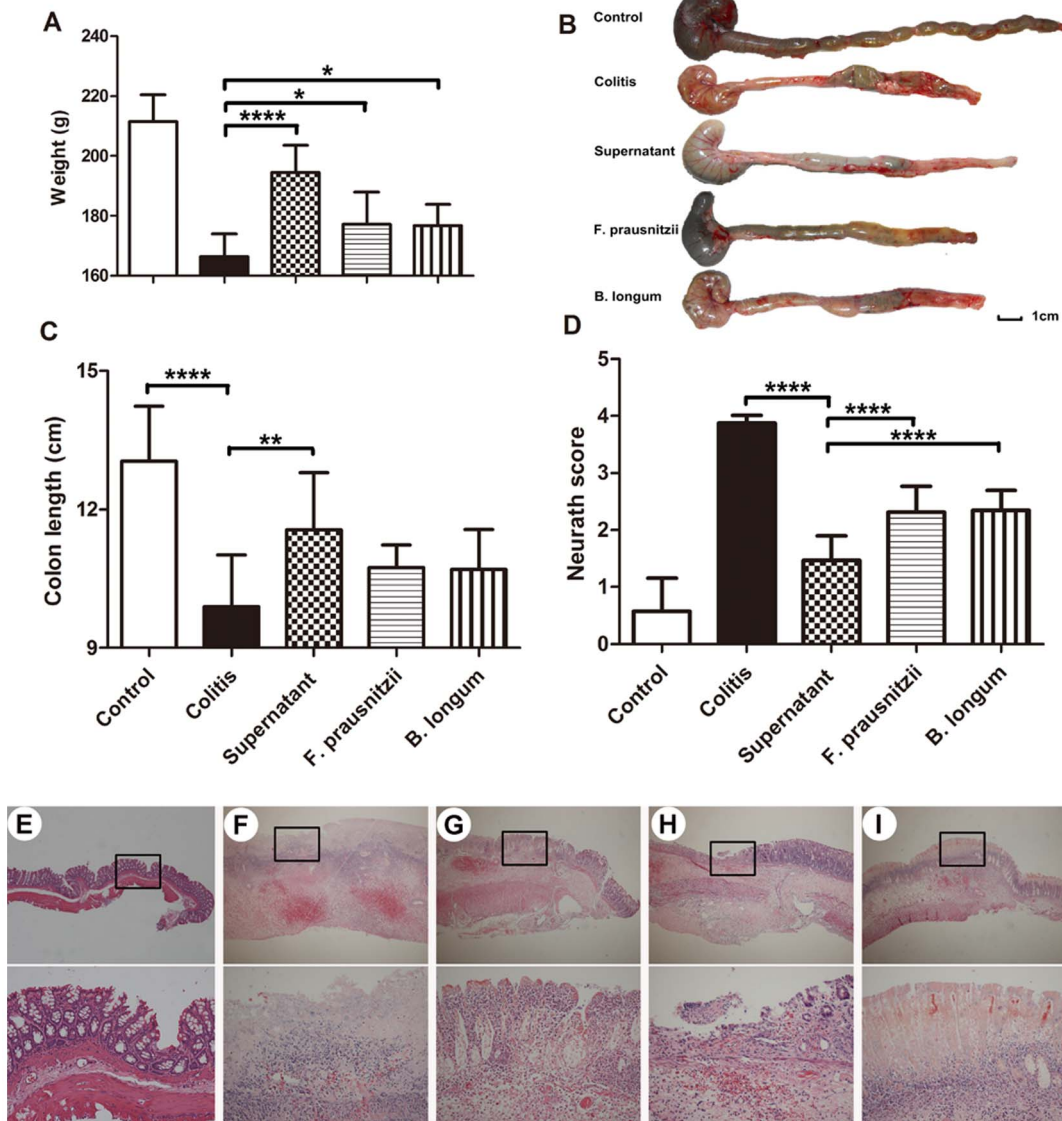 A
240
220
200
180
160
Weight (g)
*
*
****
B
Control
Colitis
Supernatant
F. prausnitzii
B. longum
1cm
C
15
12
9
Colon length (cm)
****
**
Control
Colitis
Supernatant
F. prausnitzii
B. longum
D
5
4
3
2
1
0
Neurath score
****
****
****
Control
Colitis
Supernatant
F. prausnitzii
B. longum
E
F
G
H
I